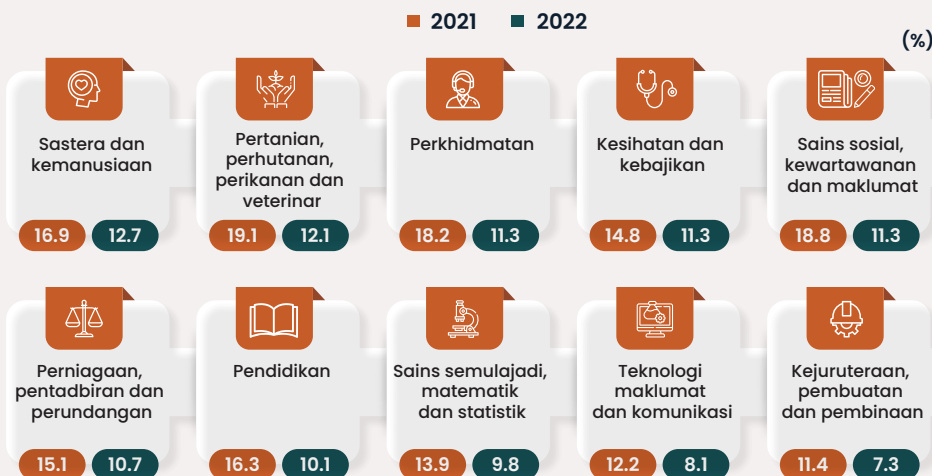 2021 2022
(%)
Sastera dan
kemanusiaan
16.9 12.7
Pertanian,
perhutanan,
perikanan dan
veterinar
19.1 12.1
Perkhidmatan
18.2 11.3
Kesihatan dan
kebajikan
14.8 11.3
Sains sosial,
kewartawanan
dan maklumat
18.8 11.3
Perniagaan,
pentadbiran dan
perundangan
15.1 10.7
Pendidikan
16.3 10.1
Sains semulajadi,
matematik
dan statistik
13.9 9.8
Teknologi
maklumat
dan komunikasi
12.2 8.1
Kejuruteraan,
pembuatan
dan pembinaan
11.4 7.3